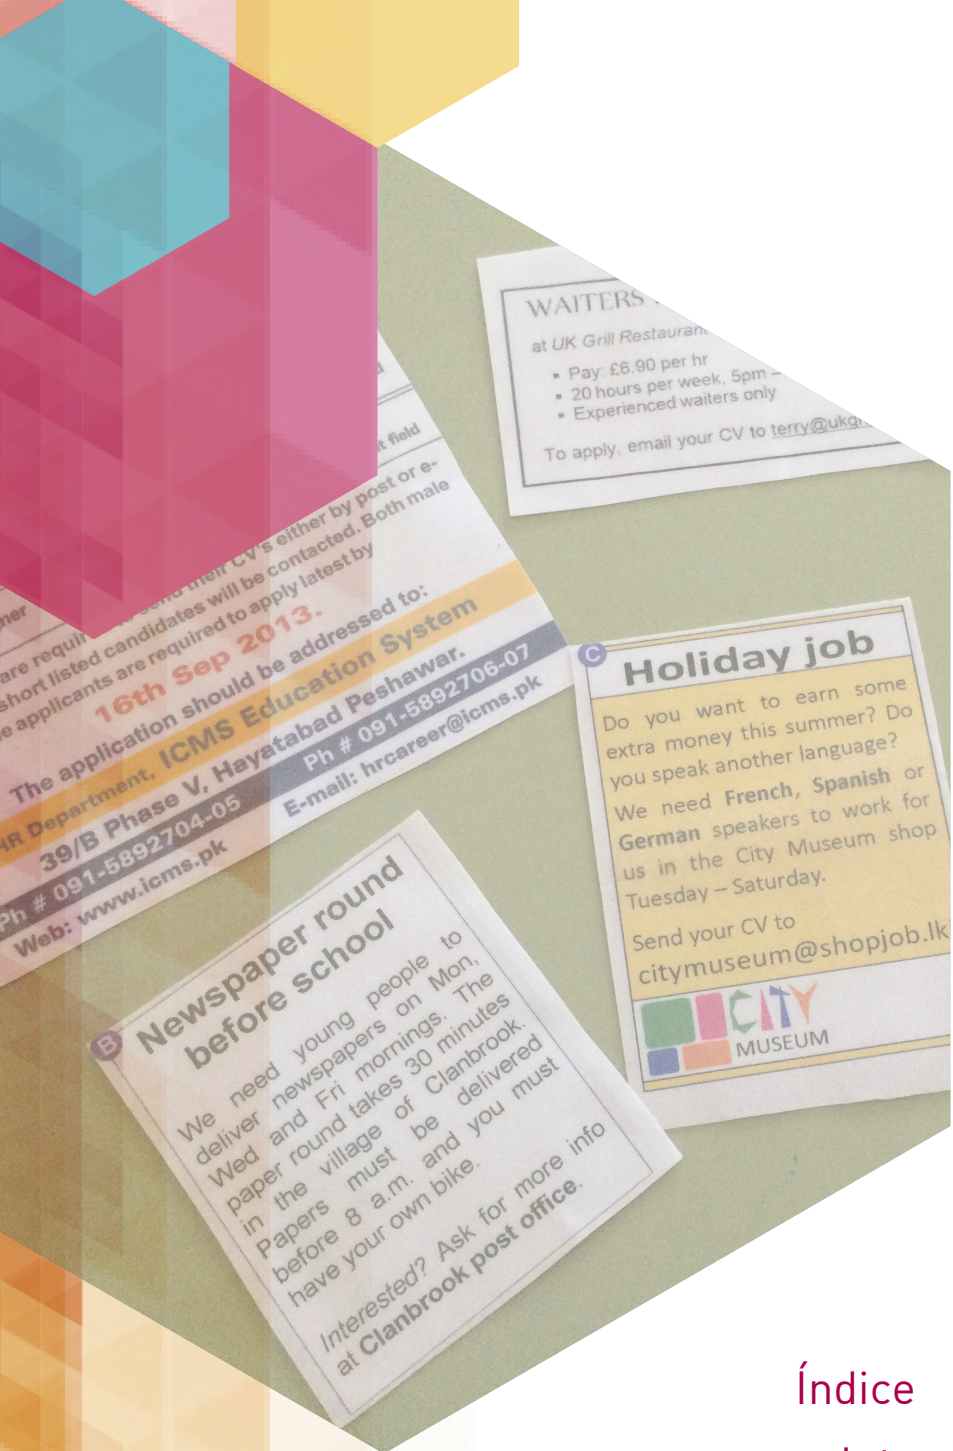 WAITERS
at UK Grill Restaurant
Pay: £6.90 per hr
20 hours per week, 5pm –
Experienced waiters only
To apply, email your CV to terry@ukgr
field
by post or e-
their CV's either
Both male
short listed candidates will be contacted.
applicants are required to apply latest by
16th Sep 2013.
The application should be addressed to:
HR Department, ICMS Education System
39/B Phase V, Hayatabad Peshawar.
Ph # 091-5892704-05 Ph # 091-5892706-07
Web: www.icms.pk E-mail: hrcareer@icms.pk
C
Holiday job
Do you want to earn some
extra money this summer? Do
you speak another language?
We need French, Spanish or
German speakers to work for
us in the City Museum shop
Tuesday – Saturday.
Send your CV to
citymuseum@shopjob.lk
CITY
MUSEUM
B
Newspaper round
before school
We need young people to
deliver newspapers on Mon,
Wed and Fri mornings. The
paper round takes 30 minutes
in the village of Clanbrook.
Papers must be delivered
before 8 a.m. and you must
have your own bike.
Interested? Ask for more info
at Clanbrook post office.
Índice